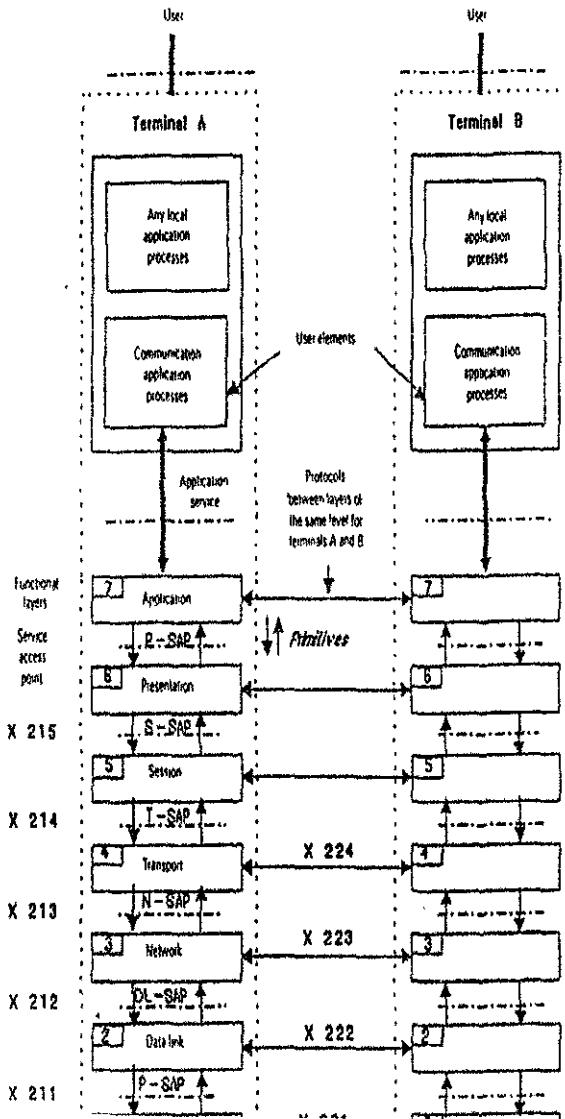 User
User
Terminal A
Terminal B
Any local
application
processes
Any local
application
processes
User elements
Communication
application
processes
Communication
application
processes
Application
service
Protocols
between layers of
the same level for
terminals A and B
Functional
layers
7
Application
7
Service
access
point
P-SAP
Primitives
6
Presentation
6
X 215
S-SAP
5
Session
5
X 214
T-SAP
4
Transport
X 224
4
X 213
N-SAP
3
Network
X 223
3
X 212
DL-SAP
2
Data link
X 222
2
X 211
P-SAP